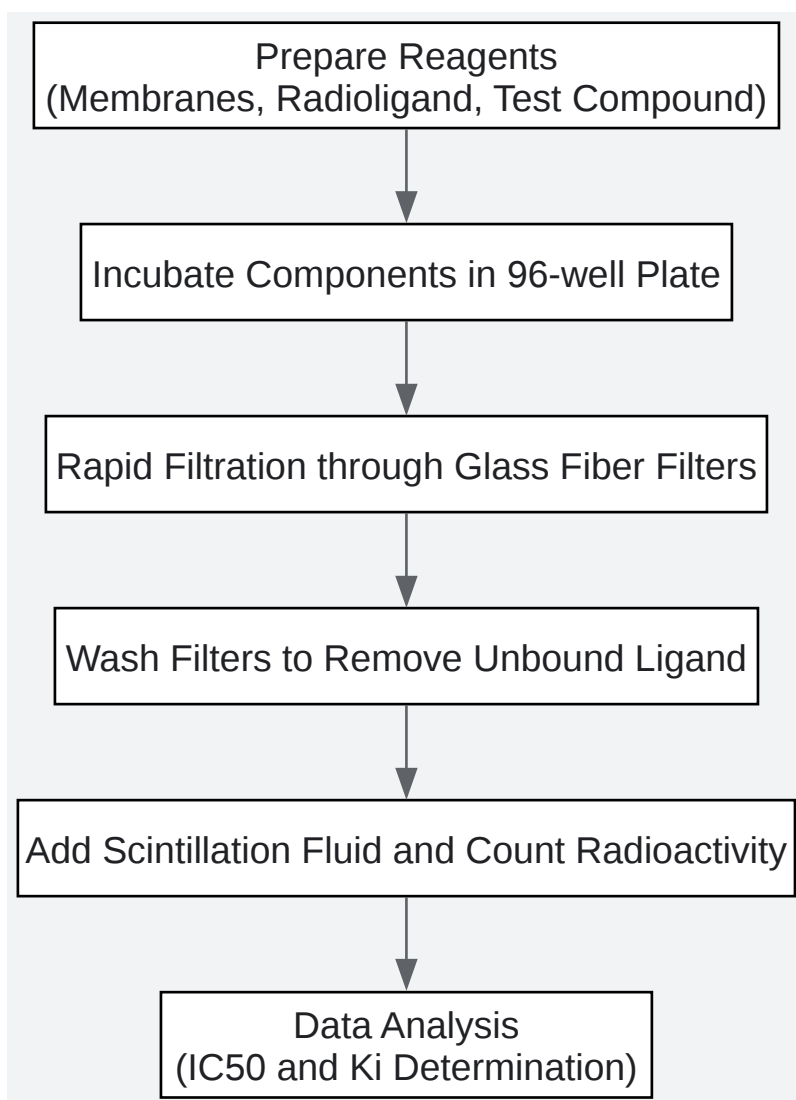 Prepare Reagents
(Membranes, Radioligand, Test Compound)
Incubate Components in 96-well Plate
Rapid Filtration through Glass Fiber Filters
Wash Filters to Remove Unbound Ligand
Add Scintillation Fluid and Count Radioactivity
Data Analysis
(IC50 and Ki Determination)